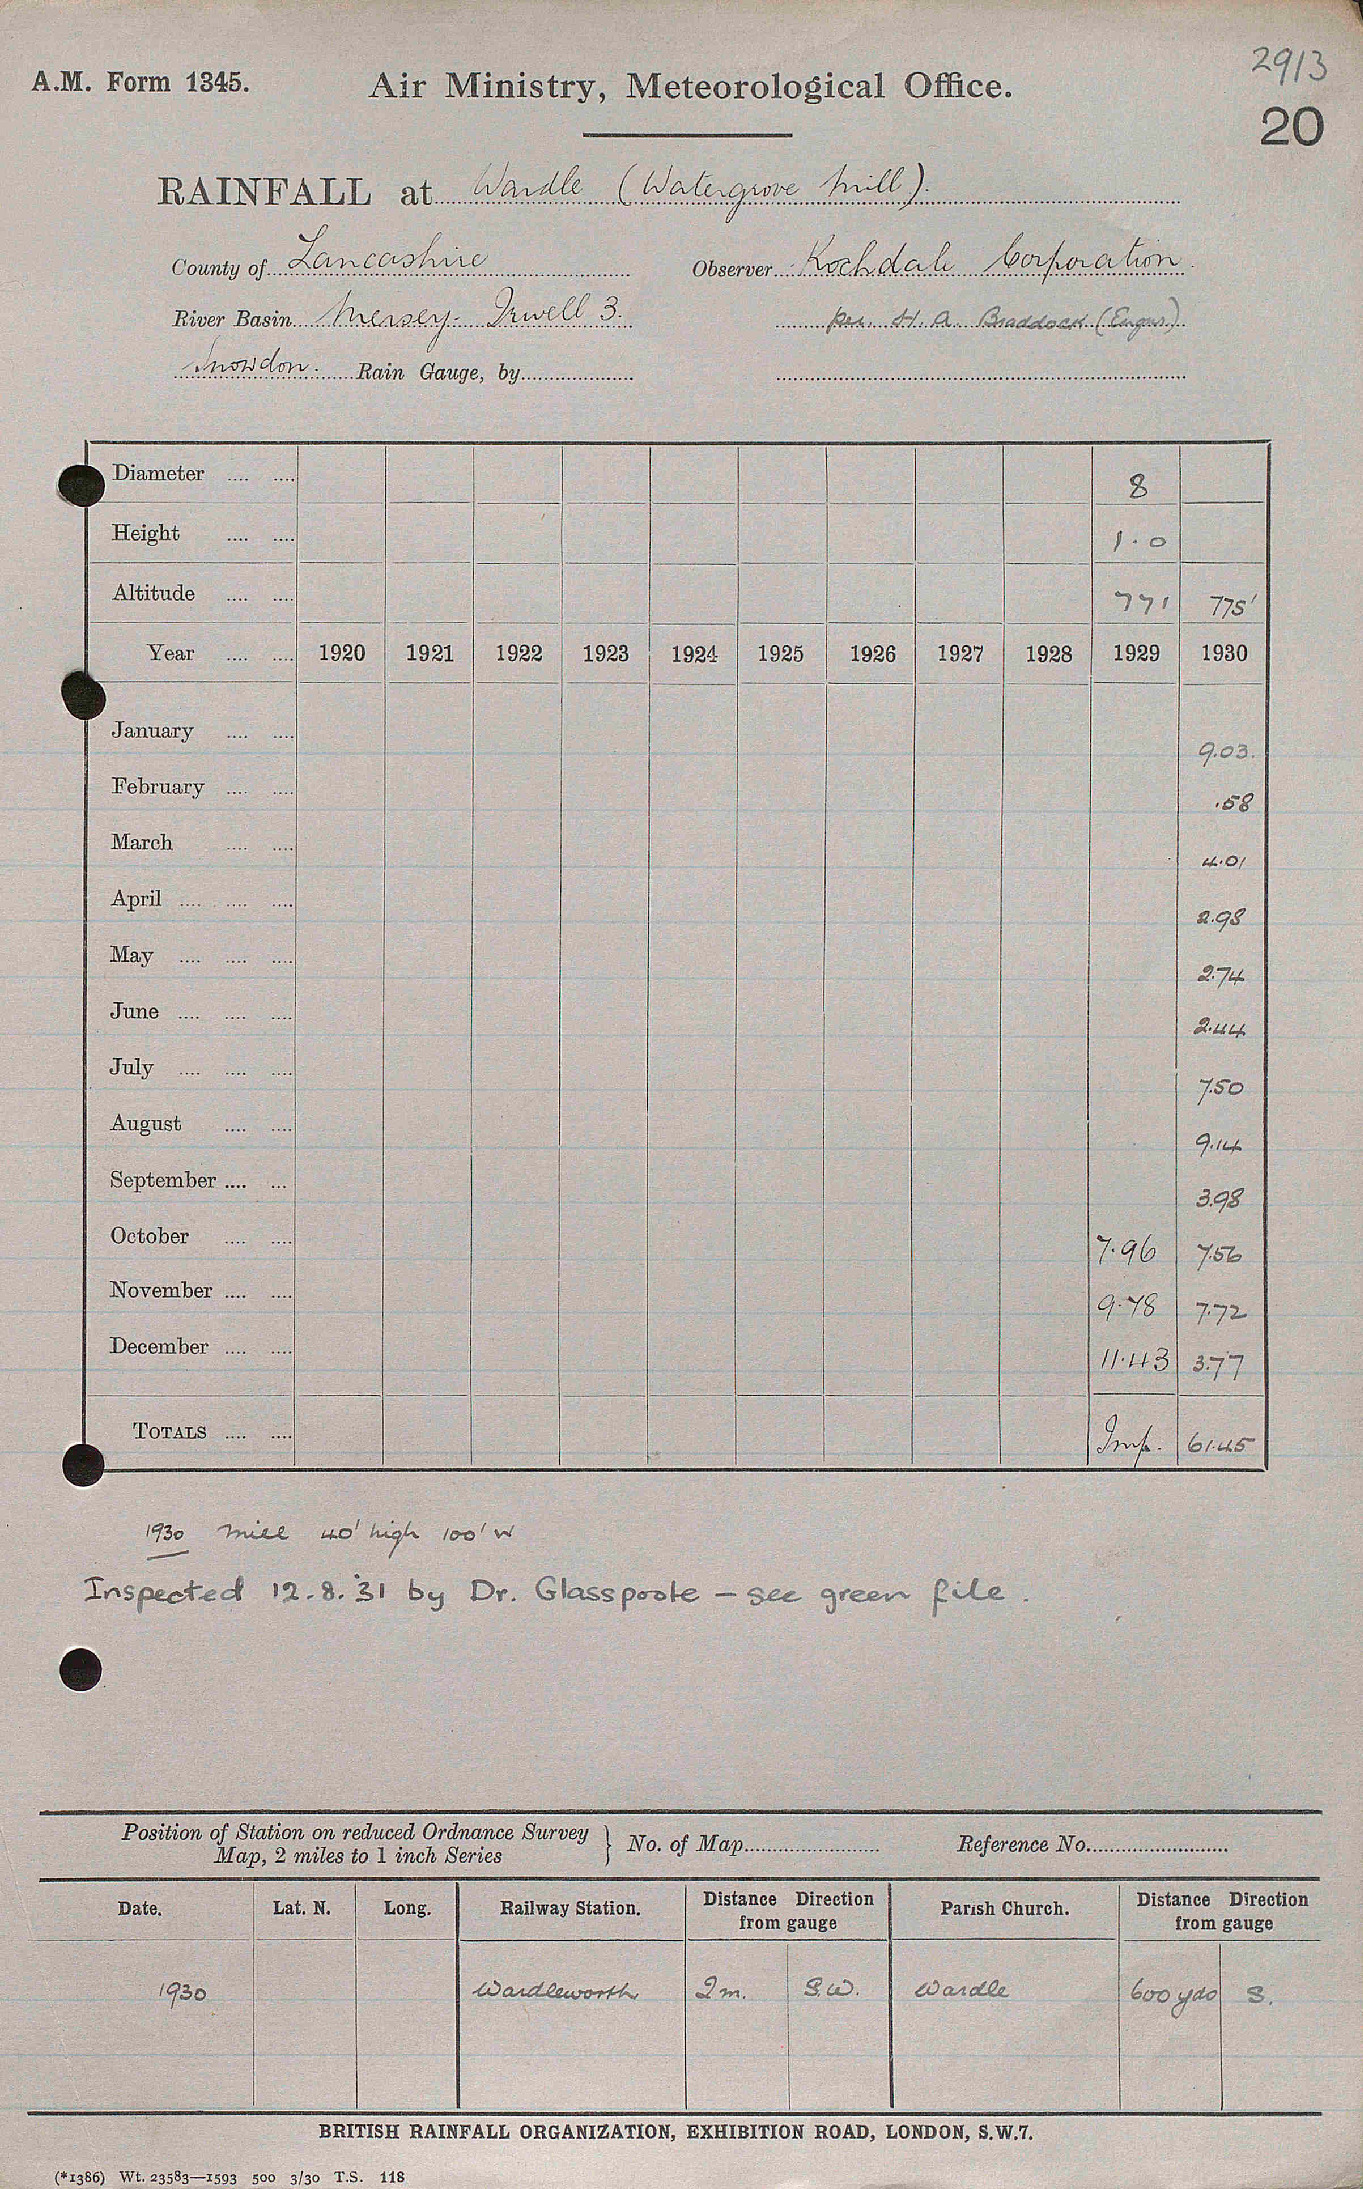 2913
A.M. Form 1345. Air Ministry, Meteorological Office.
20
RAINFALL at Wardle (Watergrove Mill).
County of Lancashire Observer Rochdale Corporation
River Basin Mersey. Irwell 3. per H. A. Braddock (Engnr.)
Snowdon. Rain Gauge, by
Diameter 8
Height 1.0
Altitude 771 775'
Year 1920 1921 1922 1923 1924 1925 1926 1927 1928 1929 1930
January 9.03.
February .58
March 4.01
April 2.98
May 2.74
June 2.44
July 7.50
August 9.14
September 3.98
October 7.96 7.56
November 9.78 7.72
December 11.43 3.77
TOTALS Imp. 61.45
1930 Mill 40' high 100' W
Inspected 12.8.'31 by Dr. Glasspoole – see green file.
Position of Station on reduced Ordnance Survey Map, 2 miles to 1 inch Series } No. of Map Reference No.
Date. Lat. N. Long. Railway Station. Distance Direction from gauge Parish Church. Distance Direction from gauge
1930 Wardleworth 2 m. S.W. Wardle 600 yds S.
BRITISH RAINFALL ORGANIZATION, EXHIBITION ROAD, LONDON, S.W.7.
(*1386) Wt. 23583—1593 500 3/30 T.S. 118